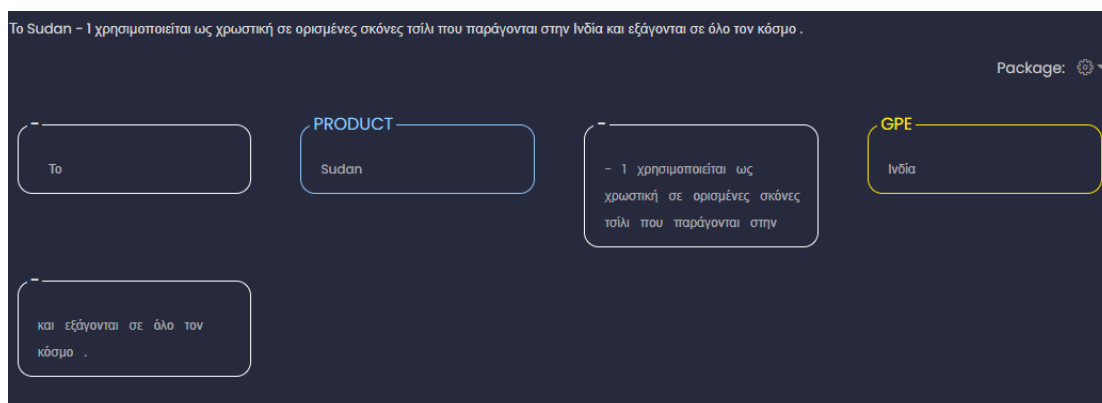 Το Sudan - 1 χρησιμοποιείται ως χρωστική σε ορισμένες σκόνες τσίλι που παράγονται στην Ινδία και εξάγονται σε όλο τον κόσμο .
Package:
-
Το
PRODUCT
Sudan
-
- 1 χρησιμοποιείται ως
χρωστική σε ορισμένες σκόνες
τσίλι που παράγονται στην
GPE
Ινδία
-
και εξάγονται σε όλο τον
κόσμο .